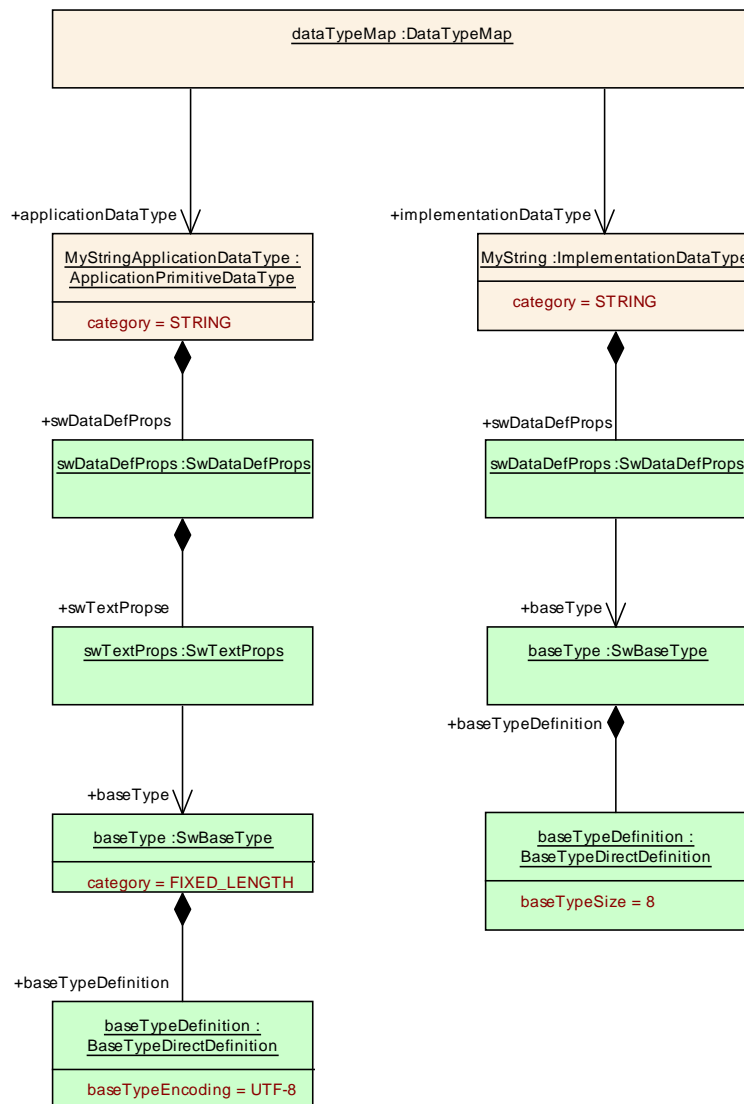 dataTypeMap :DataTypeMap
+applicationDataType
+implementationDataType
MyStringApplicationDataType :
ApplicationPrimitiveDataType
category = STRING
MyString :ImplementationDataType
category = STRING
+swDataDefProps
+swDataDefProps
swDataDefProps :SwDataDefProps
swDataDefProps :SwDataDefProps
+swTextPropse
+baseType
swTextProps :SwTextProps
baseType :SwBaseType
+baseTypeDefinition
+baseType
baseType :SwBaseType
category = FIXED_LENGTH
baseTypeDefinition :
BaseTypeDirectDefinition
baseTypeSize = 8
+baseTypeDefinition
baseTypeDefinition :
BaseTypeDirectDefinition
baseTypeEncoding = UTF-8